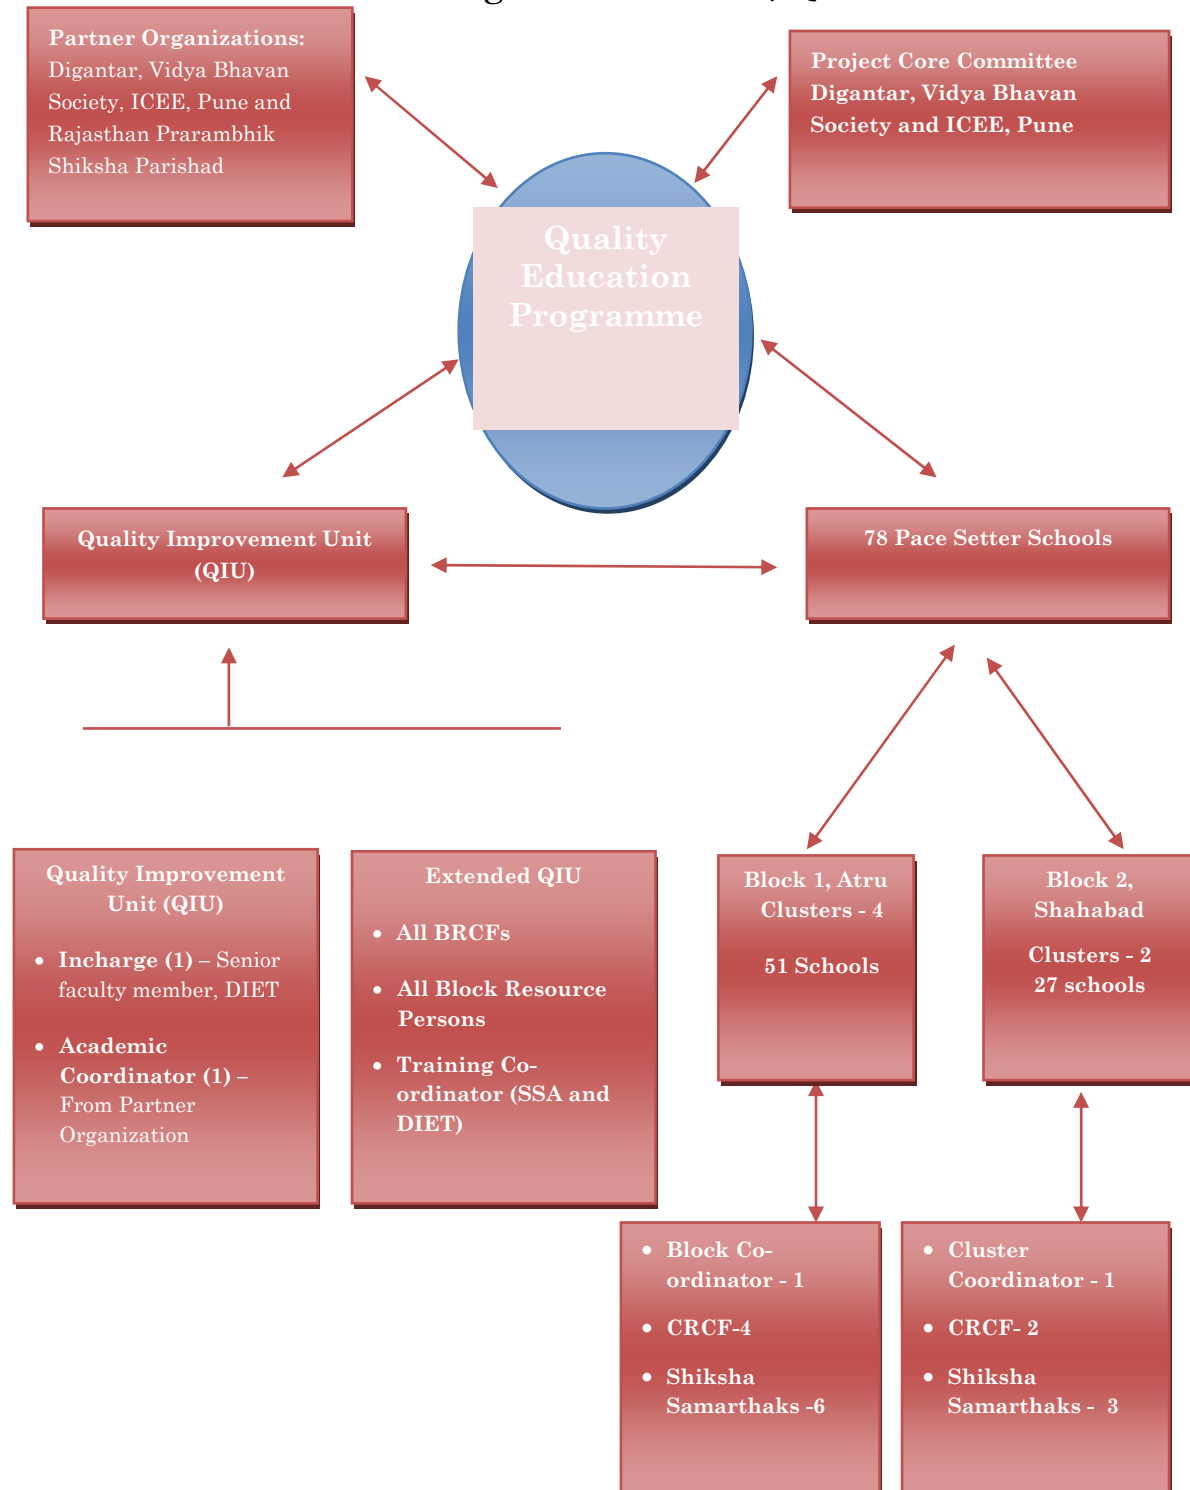 Partner Organizations:
Digantar, Vidya Bhavan
Society, ICEE, Pune and
Rajasthan Prarambhik
Shiksha Parishad
Project Core Committee
Digantar, Vidya Bhavan
Society and ICEE, Pune
Quality
Education
Programme
Quality Improvement Unit
(QIU)
78 Pace Setter Schools
Quality Improvement
Unit (QIU)
• Incharge (1) – Senior
faculty member, DIET
• Academic
Coordinator (1) –
From Partner
Organization
Extended QIU
• All BRCFs
• All Block Resource
Persons
• Training Co-
ordinator (SSA and
DIET)
Block 1, Atru
Clusters - 4
51 Schools
Block 2,
Shahabad
Clusters - 2
27 schools
• Block Co-
ordinator - 1
• CRCF-4
• Shiksha
Samarthaks -6
• Cluster
Coordinator - 1
• CRCF- 2
• Shiksha
Samarthaks - 3